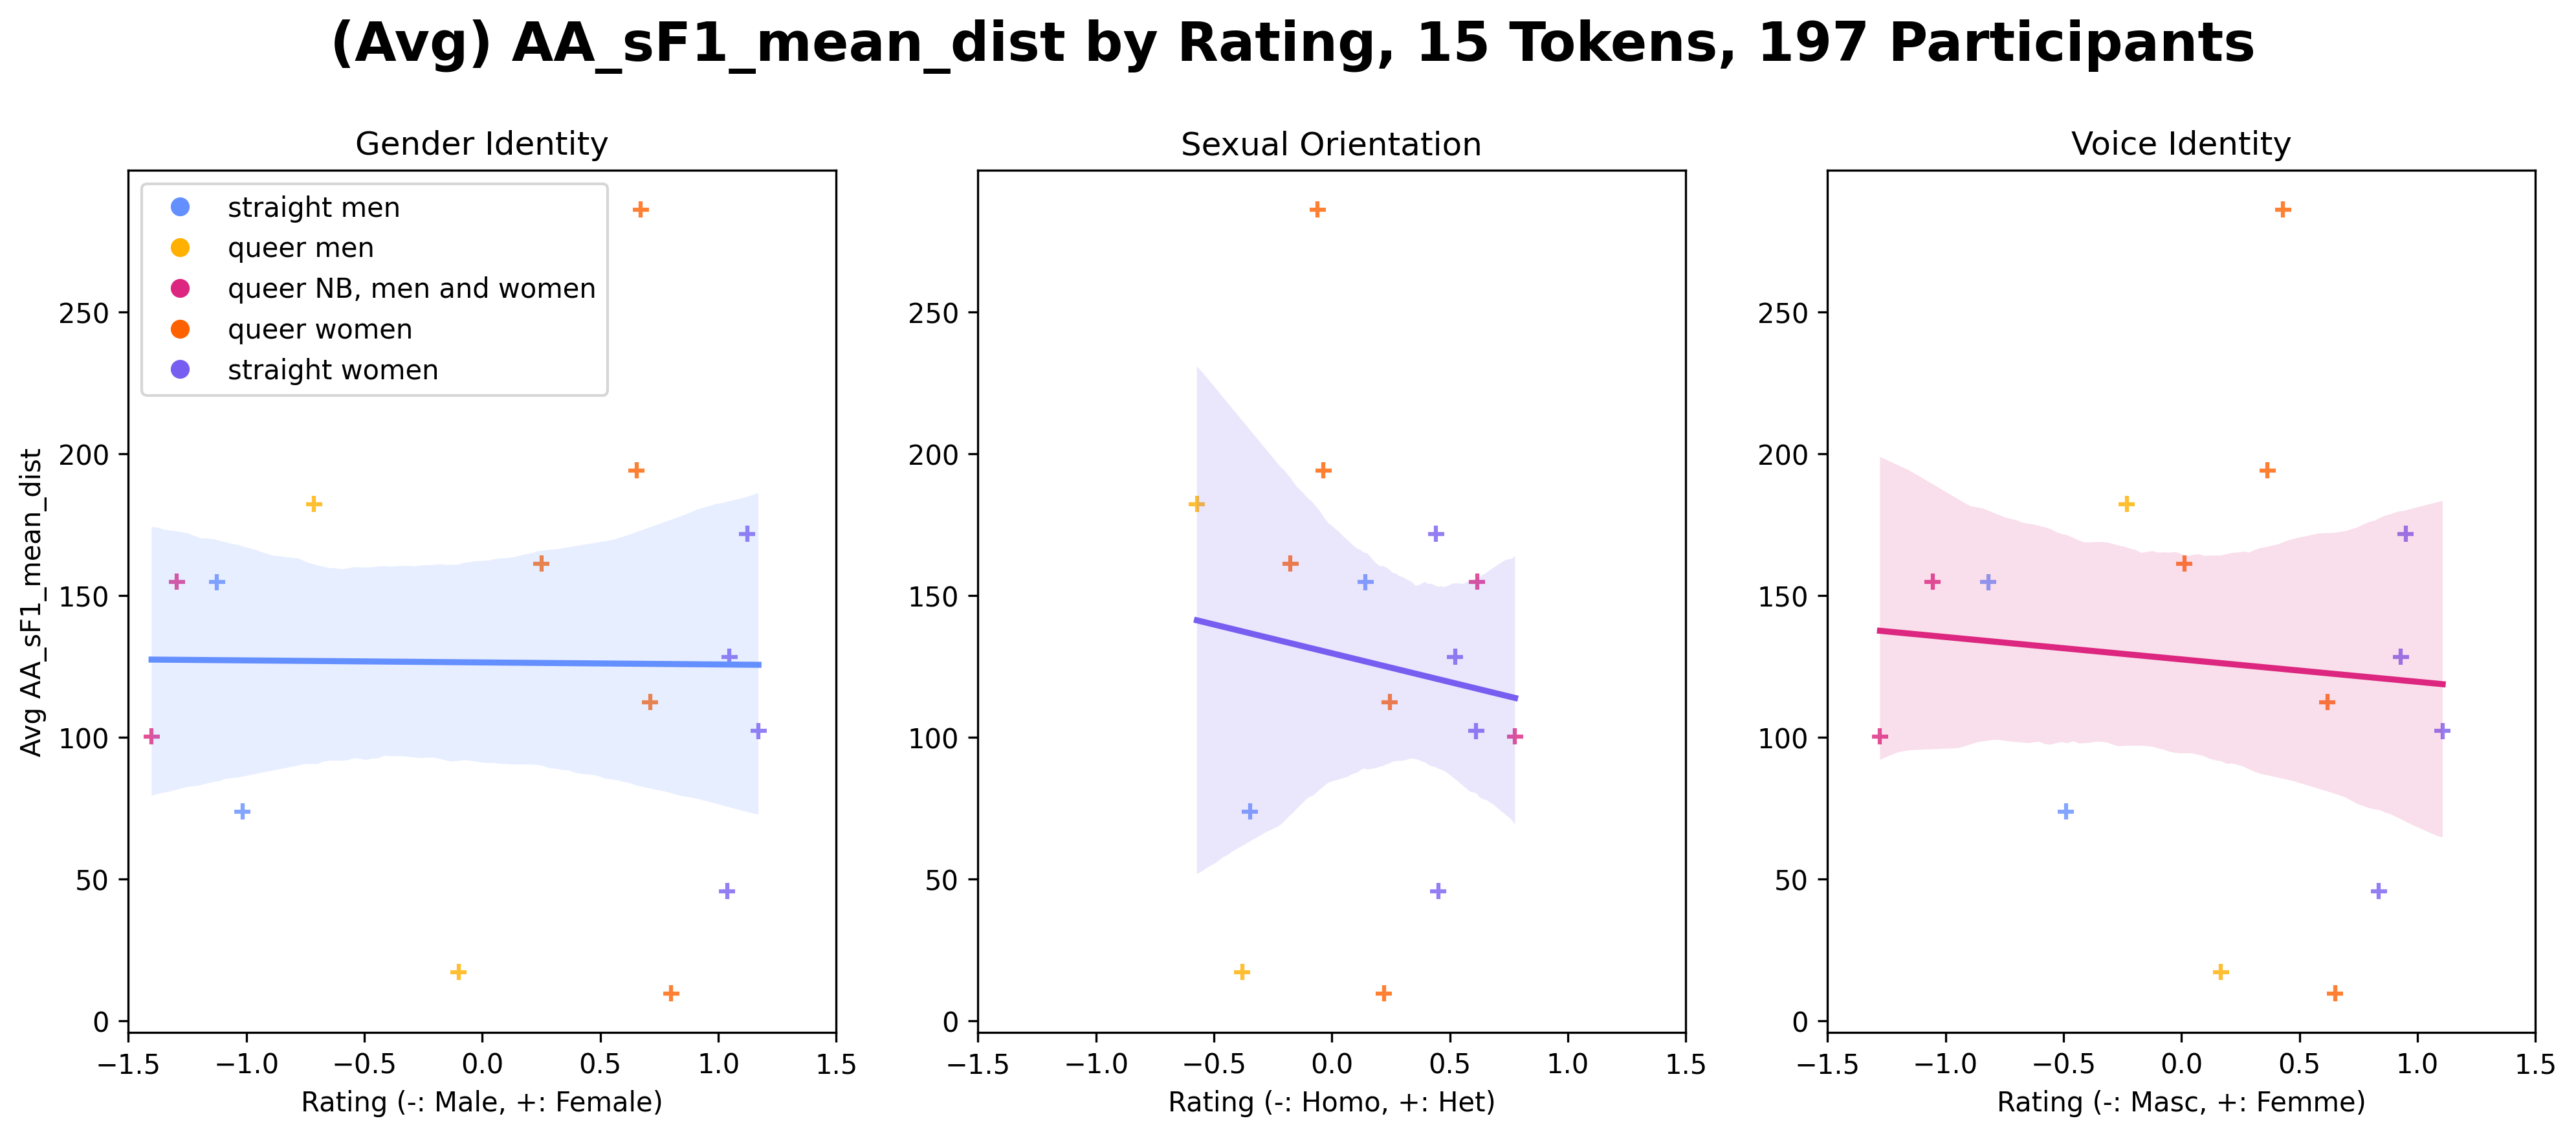 (Avg) AA_sF1_mean_dist by Rating, 15 Tokens, 197 Participants
Gender Identity
straight men
queer men
queer NB, men and women
queer women
straight women
Avg AA_sF1_mean_dist
250
200
150
100
50
0
−1.5 −1.0 −0.5 0.0 0.5 1.0 1.5
Rating (-: Male, +: Female)
Sexual Orientation
250
200
150
100
50
0
−1.5 −1.0 −0.5 0.0 0.5 1.0 1.5
Rating (-: Homo, +: Het)
Voice Identity
250
200
150
100
50
0
−1.5 −1.0 −0.5 0.0 0.5 1.0 1.5
Rating (-: Masc, +: Femme)